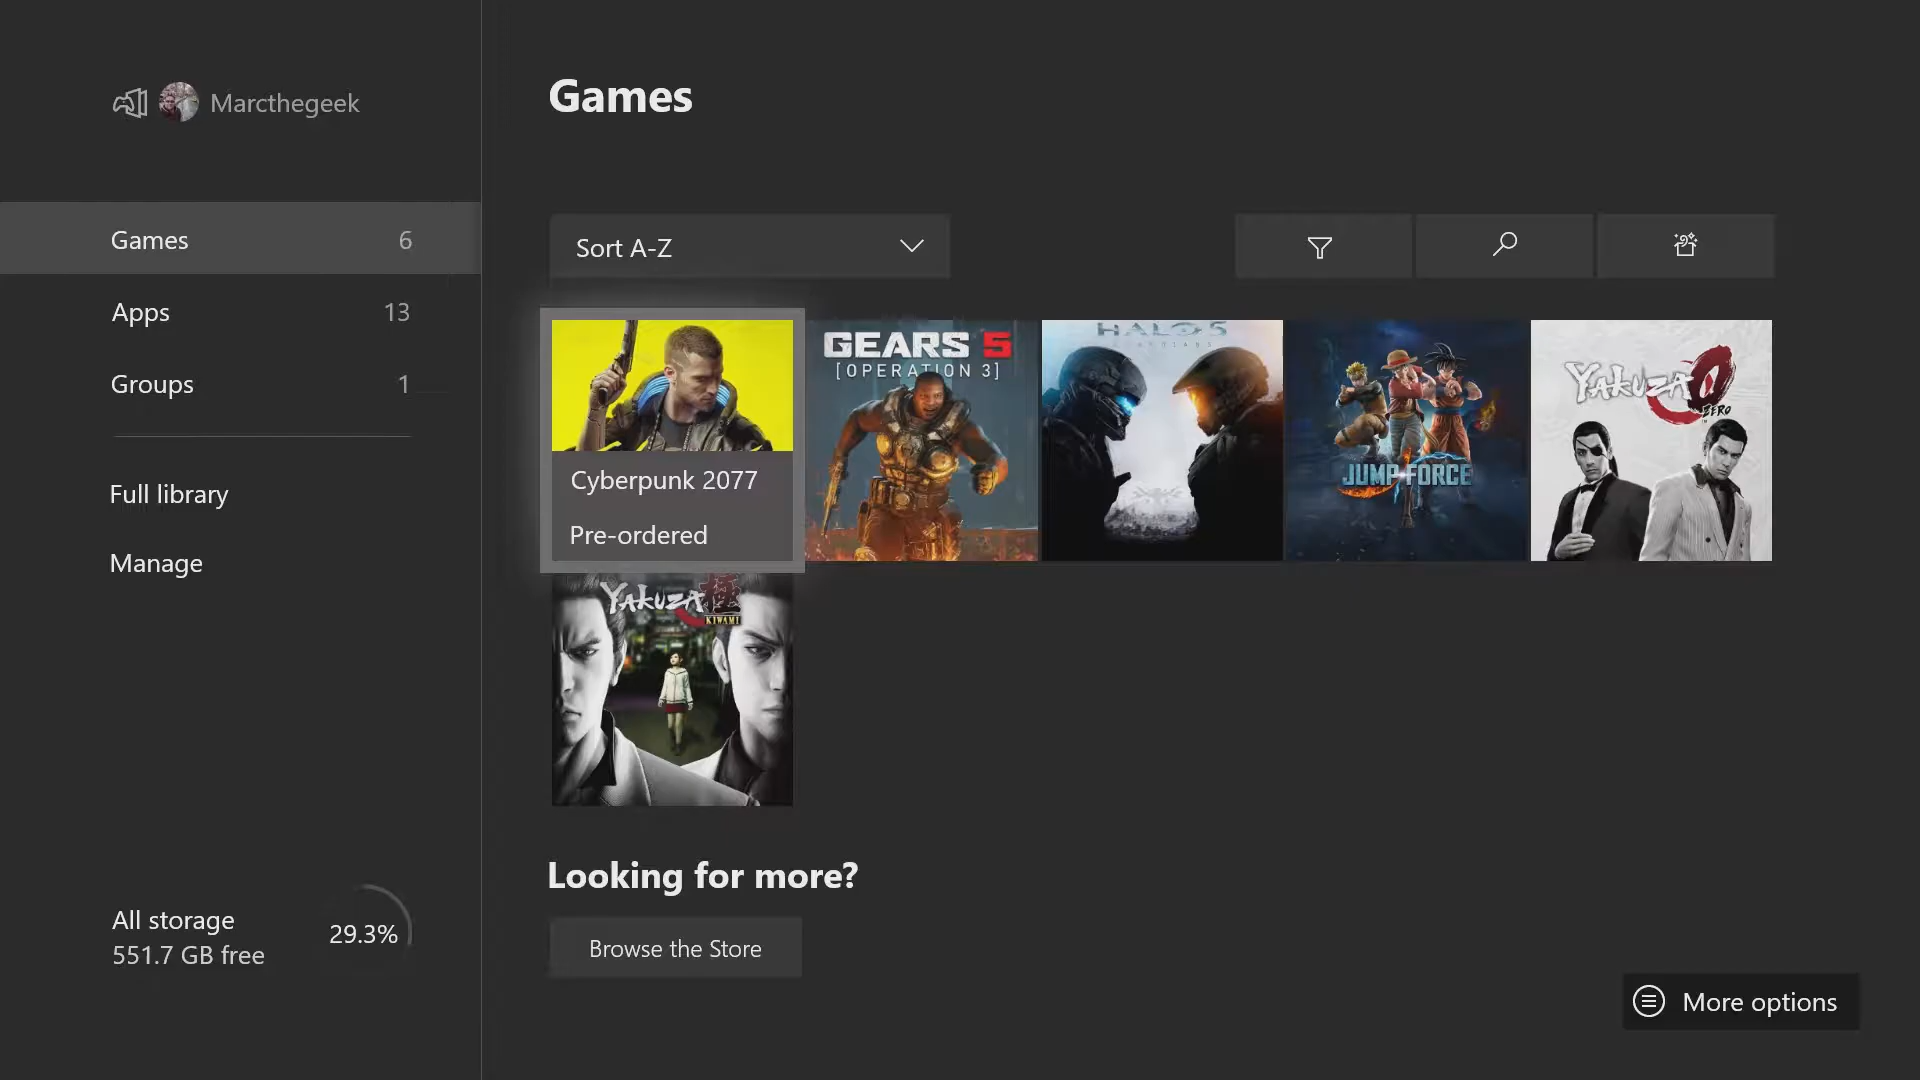 Marcthegeek
Games 6
Apps 13
Groups 1
Full library
Manage
All storage
551.7 GB free
29.3%
Games
Sort A-Z
Cyberpunk 2077
Pre-ordered
GEARS 5
[OPERATION 3]
HALO 5
JUMP FORCE
YAKUZA 0
ZERO
YAKUZA 極
KIWAMI
Looking for more?
Browse the Store
More options